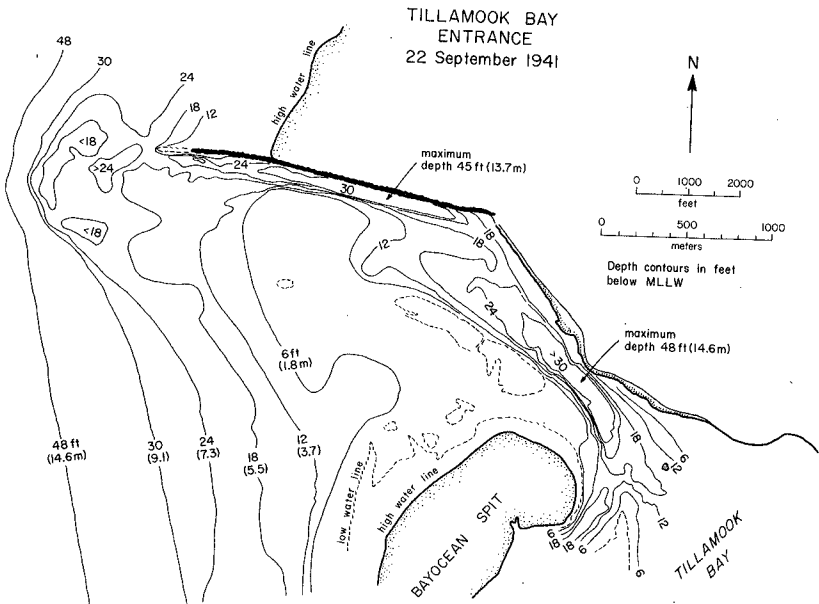 TILLAMOOK BAY
ENTRANCE
22 September 1941
48
30
24
18
12
high water line
N
<18
>24
24
maximum
depth 45 ft (13.7m)
30
0 1000 2000
feet
0 500 1000
meters
<18
12
18
18
Depth contours in feet
below MLLW
24
maximum
depth 48 ft (14.6m)
>30
6 ft
(1.8m)
48 ft
(14.6m)
30
(9.1)
24
(7.3)
18
(5.5)
12
(3.7)
low water line
high water line
18
6
12
BAYOCEAN SPIT
6
18
18
6
12
6
TILLAMOOK
BAY